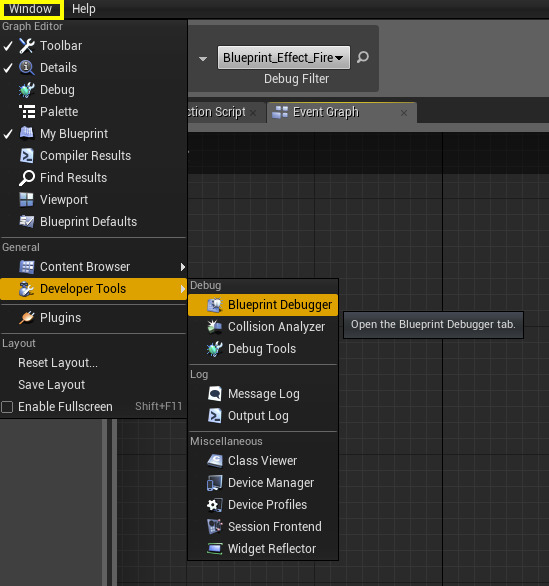 Window Help
Graph Editor
Toolbar
Details
Debug
Palette
My Blueprint
Compiler Results
Find Results
Viewport
Blueprint Defaults
General
Content Browser
Developer Tools
Plugins
Layout
Reset Layout...
Save Layout
Enable Fullscreen Shift+F11
Blueprint_Effect_Fire
Debug Filter
ction Script
Event Graph
Debug
Blueprint Debugger
Collision Analyzer
Debug Tools
Log
Message Log
Output Log
Miscellaneous
Class Viewer
Device Manager
Device Profiles
Session Frontend
Widget Reflector
Open the Blueprint Debugger tab.